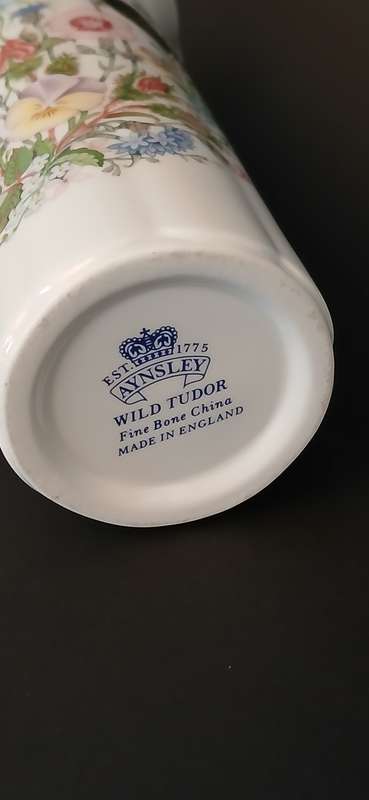 EST. 1775
AYNSLEY
WILD TUDOR
Fine Bone China
MADE IN ENGLAND